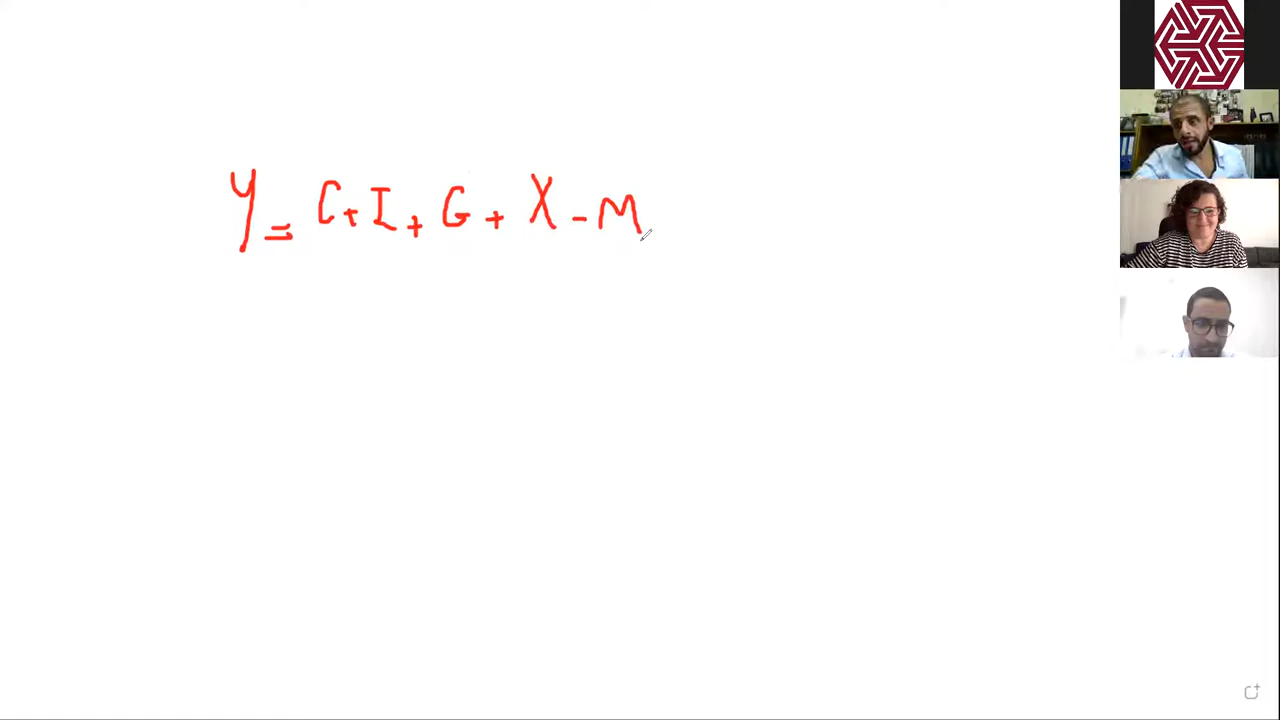 Y = C + I + G + X - M